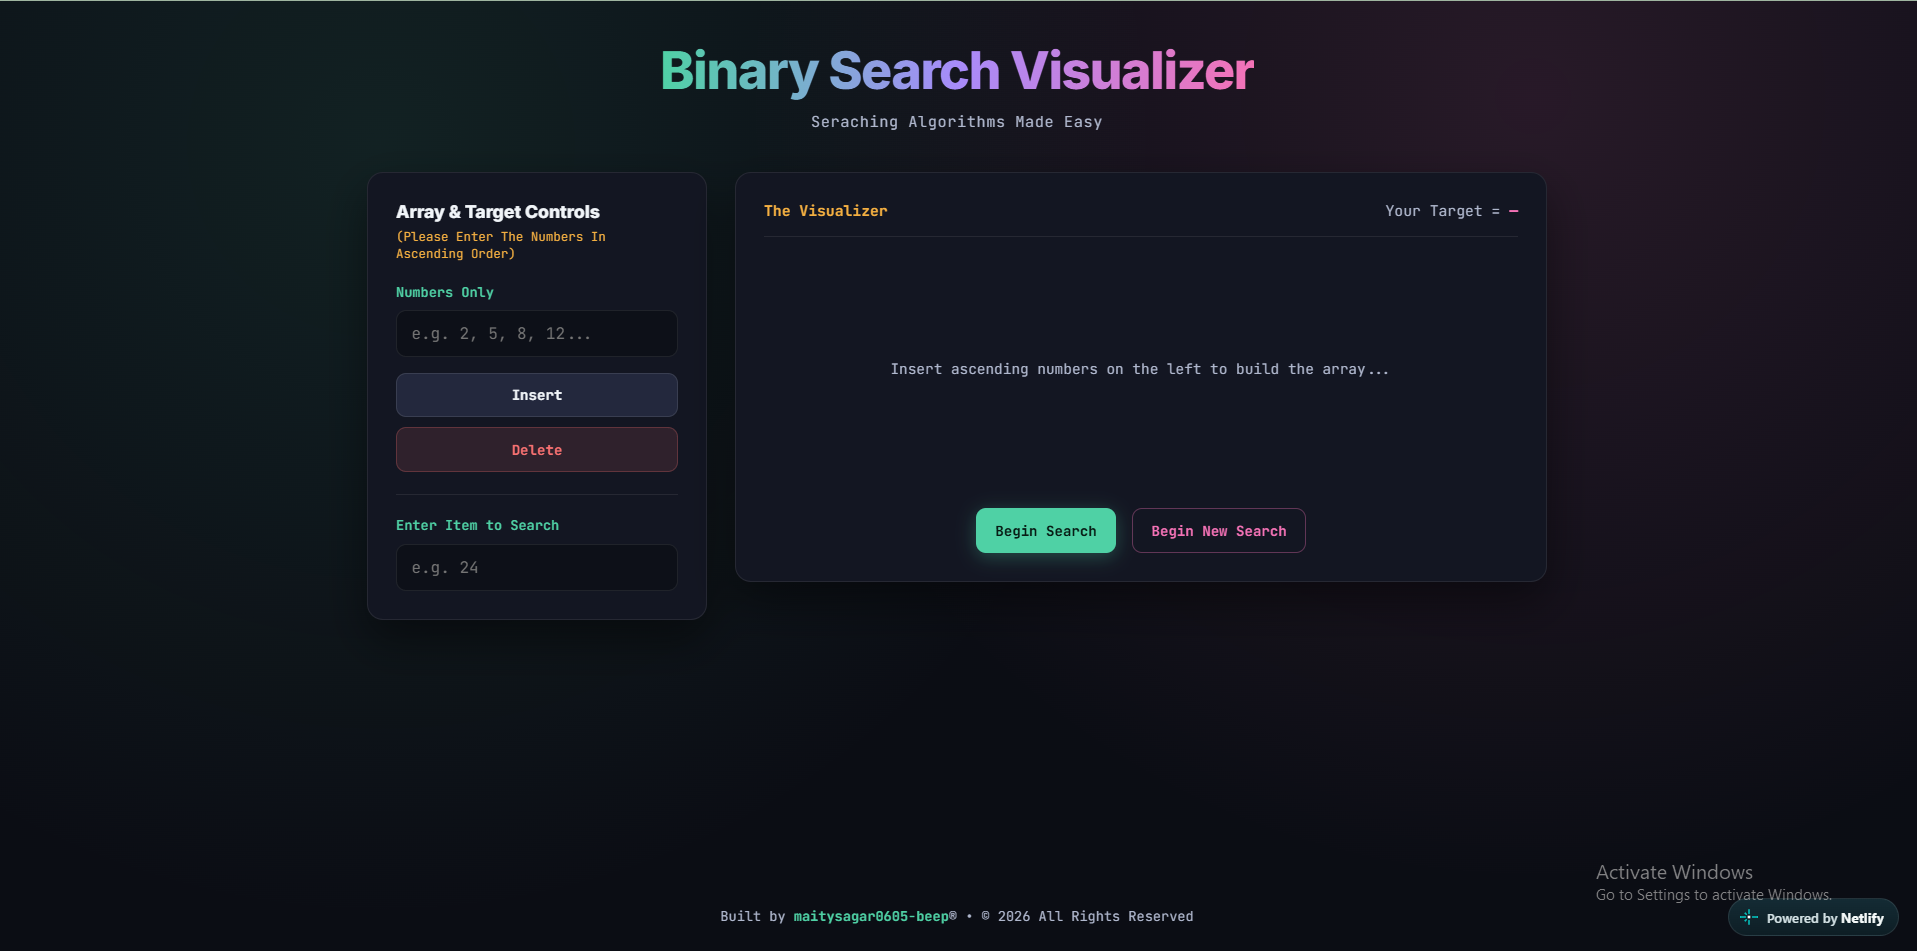 Binary Search Visualizer
Seraching Algorithms Made Easy
Array & Target Controls
(Please Enter The Numbers In
Ascending Order)
Numbers Only
e.g. 2, 5, 8, 12...
Insert
Delete
Enter Item to Search
e.g. 24
The Visualizer
Your Target = —
Insert ascending numbers on the left to build the array...
Begin Search
Begin New Search
Activate Windows
Go to Settings to activate Windows.
Built by maitysagar0605-beep® • © 2026 All Rights Reserved
Powered by Netlify